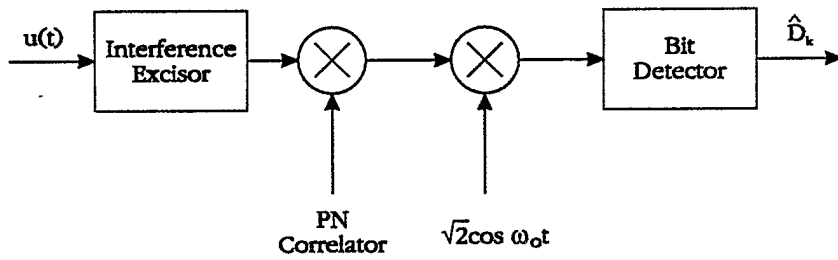 u(t)
Interference
Excisor
Bit
Detector
D̂ₖ
PN
Correlator
√2cos ω₀t